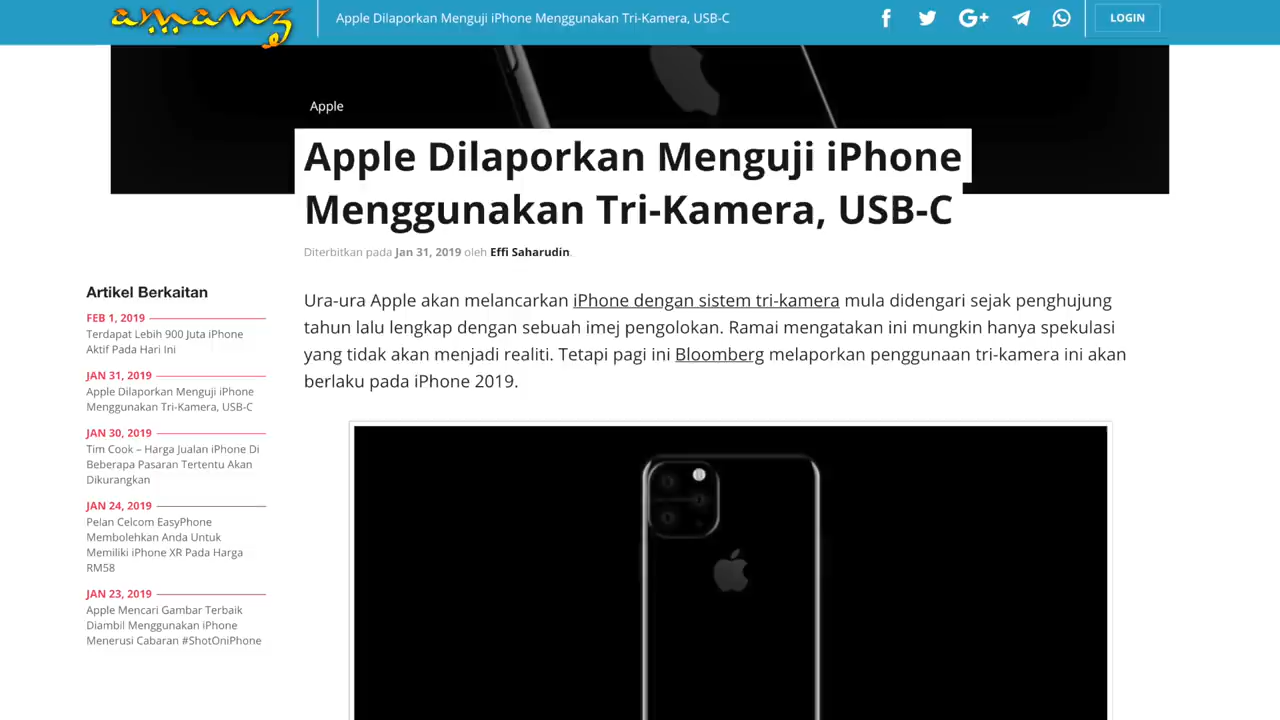 amanz
Apple Dilaporkan Menguji iPhone Menggunakan Tri-Kamera, USB-C
LOGIN
Apple
Apple Dilaporkan Menguji iPhone
Menggunakan Tri-Kamera, USB-C
Diterbitkan pada Jan 31, 2019 oleh Effi Saharudin.
Artikel Berkaitan
FEB 1, 2019
Terdapat Lebih 900 Juta iPhone
Aktif Pada Hari Ini
JAN 31, 2019
Apple Dilaporkan Menguji iPhone
Menggunakan Tri-Kamera, USB-C
JAN 30, 2019
Tim Cook – Harga Jualan iPhone Di
Beberapa Pasaran Tertentu Akan
Dikurangkan
JAN 24, 2019
Pelan Celcom EasyPhone
Membolehkan Anda Untuk
Memiliki iPhone XR Pada Harga
RM58
JAN 23, 2019
Apple Mencari Gambar Terbaik
Diambil Menggunakan iPhone
Menerusi Cabaran #ShotOniPhone
Ura-ura Apple akan melancarkan iPhone dengan sistem tri-kamera mula didengari sejak penghujung
tahun lalu lengkap dengan sebuah imej pengolokan. Ramai mengatakan ini mungkin hanya spekulasi
yang tidak akan menjadi realiti. Tetapi pagi ini Bloomberg melaporkan penggunaan tri-kamera ini akan
berlaku pada iPhone 2019.